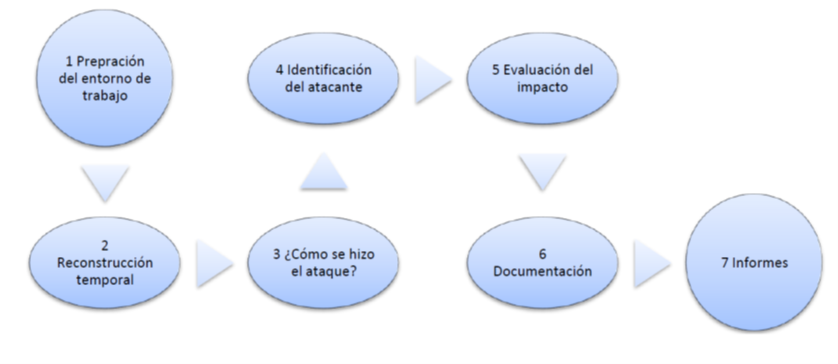 1 Prepración
del entorno de
trabajo
2
Reconstrucción
temporal
3 ¿Cómo se hizo
el ataque?
4 Identificación
del atacante
5 Evaluación del
impacto
6
Documentación
7 Informes